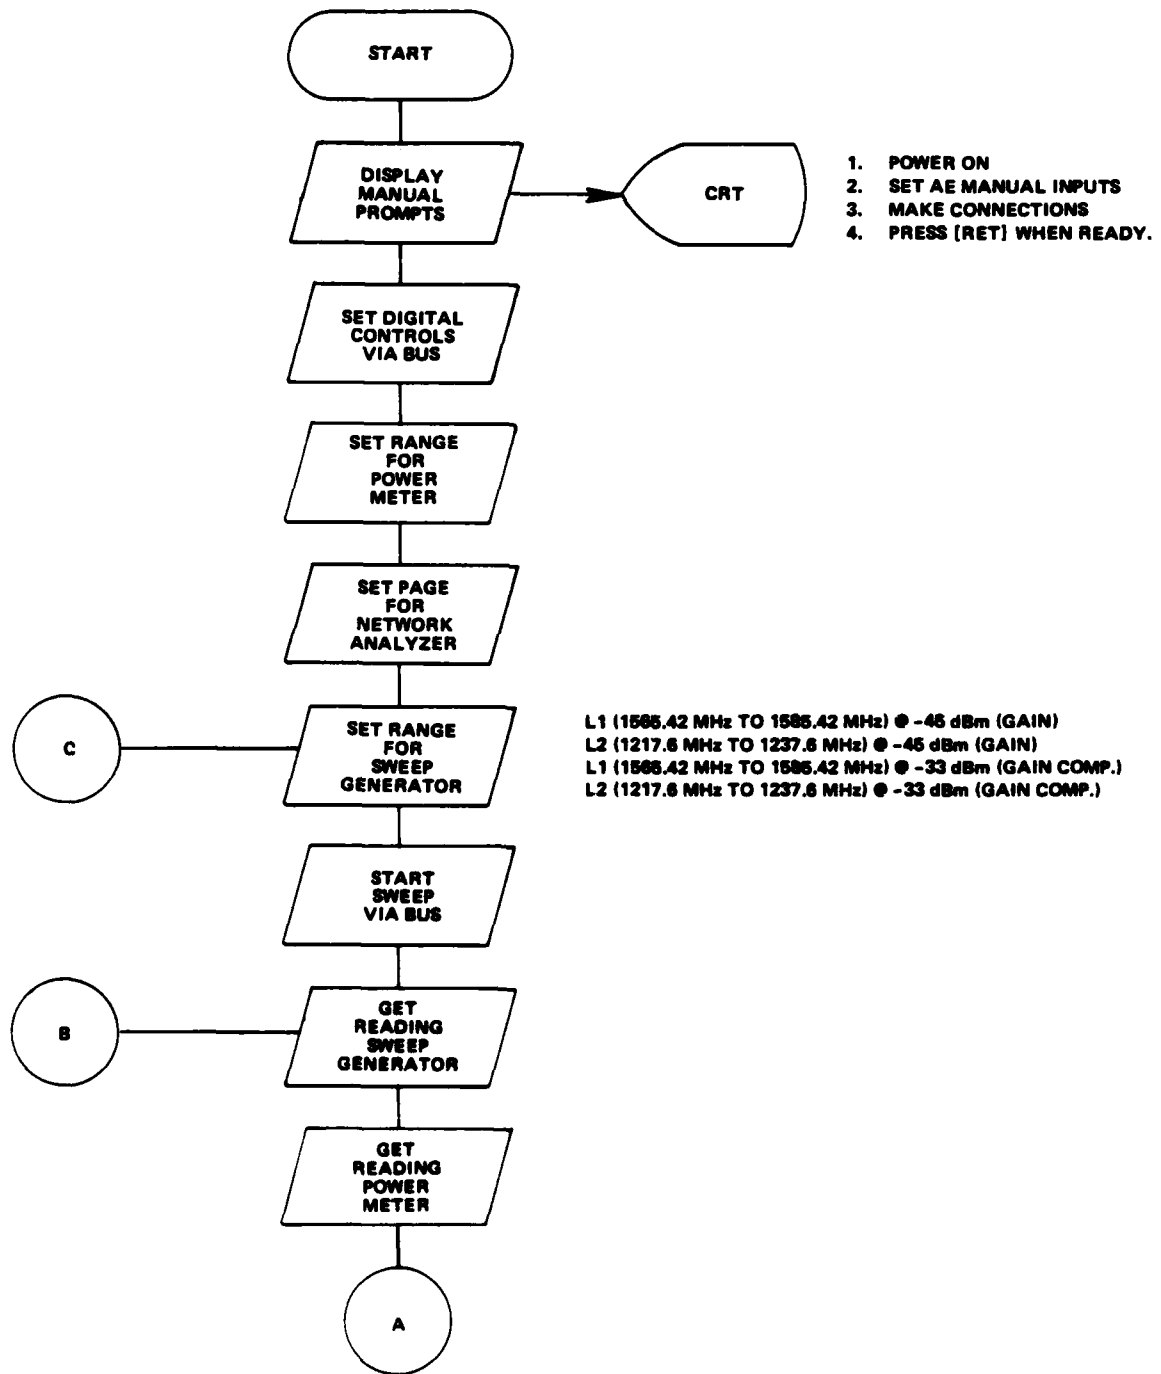 START
DISPLAY
MANUAL
PROMPTS
CRT
1. POWER ON
2. SET AE MANUAL INPUTS
3. MAKE CONNECTIONS
4. PRESS [RET] WHEN READY.
SET DIGITAL
CONTROLS
VIA BUS
SET RANGE
FOR
POWER
METER
SET PAGE
FOR
NETWORK
ANALYZER
C
SET RANGE
FOR
SWEEP
GENERATOR
L1 (1565.42 MHz TO 1585.42 MHz) @ -45 dBm (GAIN)
L2 (1217.6 MHz TO 1237.6 MHz) @ -45 dBm (GAIN)
L1 (1565.42 MHz TO 1585.42 MHz) @ -33 dBm (GAIN COMP.)
L2 (1217.6 MHz TO 1237.6 MHz) @ -33 dBm (GAIN COMP.)
START
SWEEP
VIA BUS
B
GET
READING
SWEEP
GENERATOR
GET
READING
POWER
METER
A